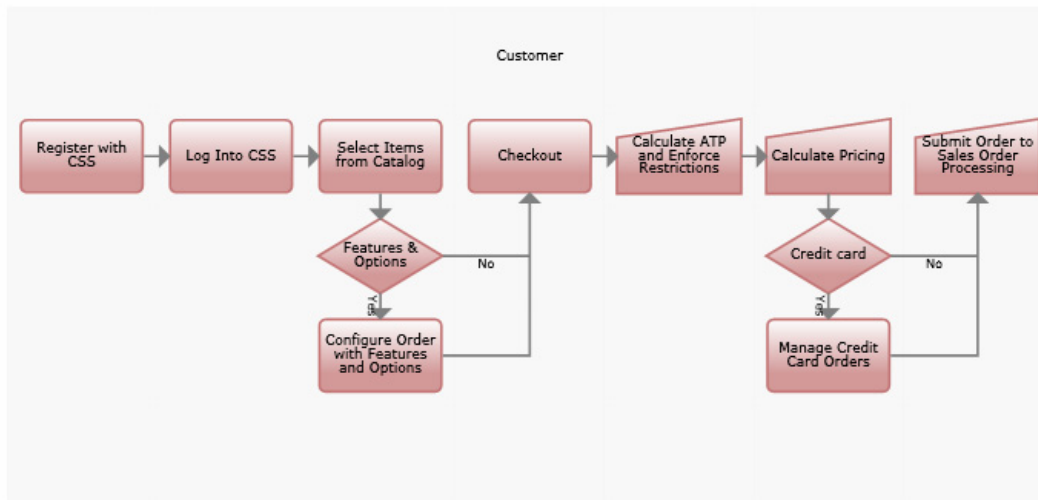 Customer
Register with
CSS
Log Into CSS
Select Items
from Catalog
Checkout
Calculate ATP
and Enforce
Restrictions
Calculate Pricing
Submit Order to
Sales Order
Processing
Features &
Options
No
Yes
Configure Order
with Features
and Options
Credit card
No
Yes
Manage Credit
Card Orders